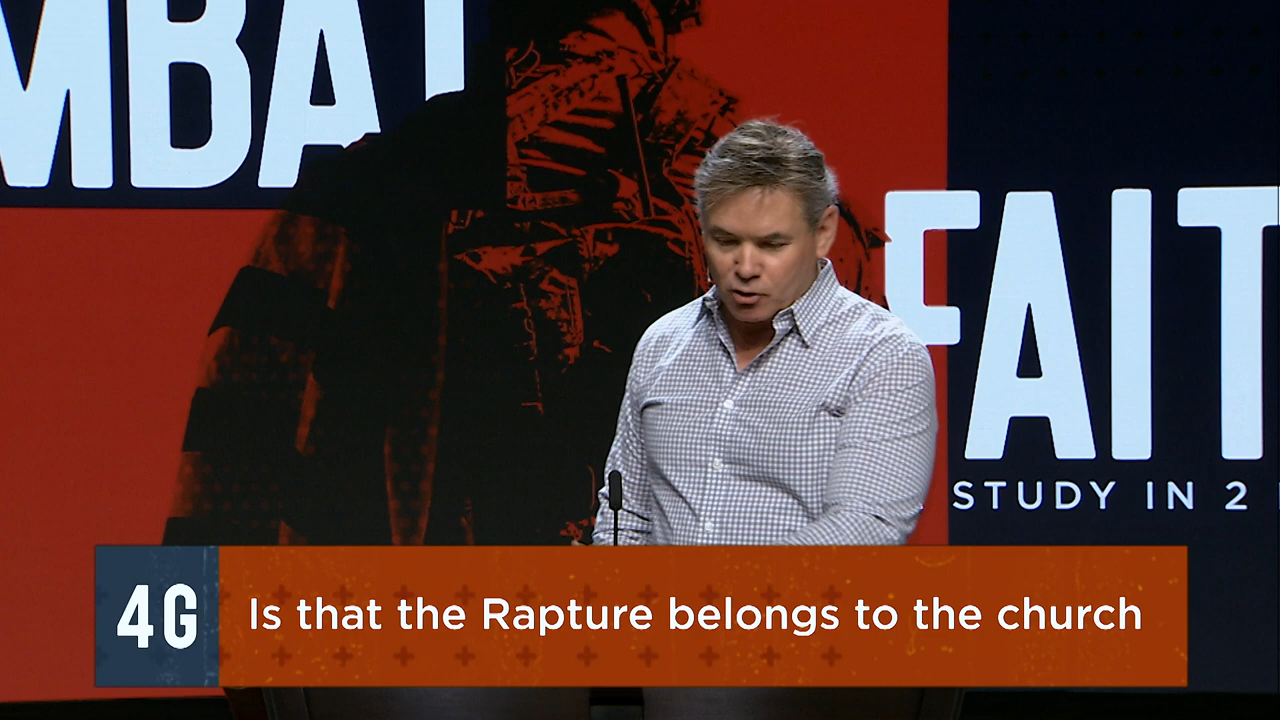 MBAT
FAIT
STUDY IN 2
4G
Is that the Rapture belongs to the church